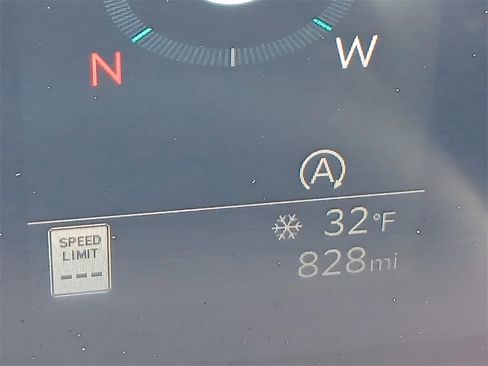 N
W
A
SPEED
LIMIT
---
32°F
828mi